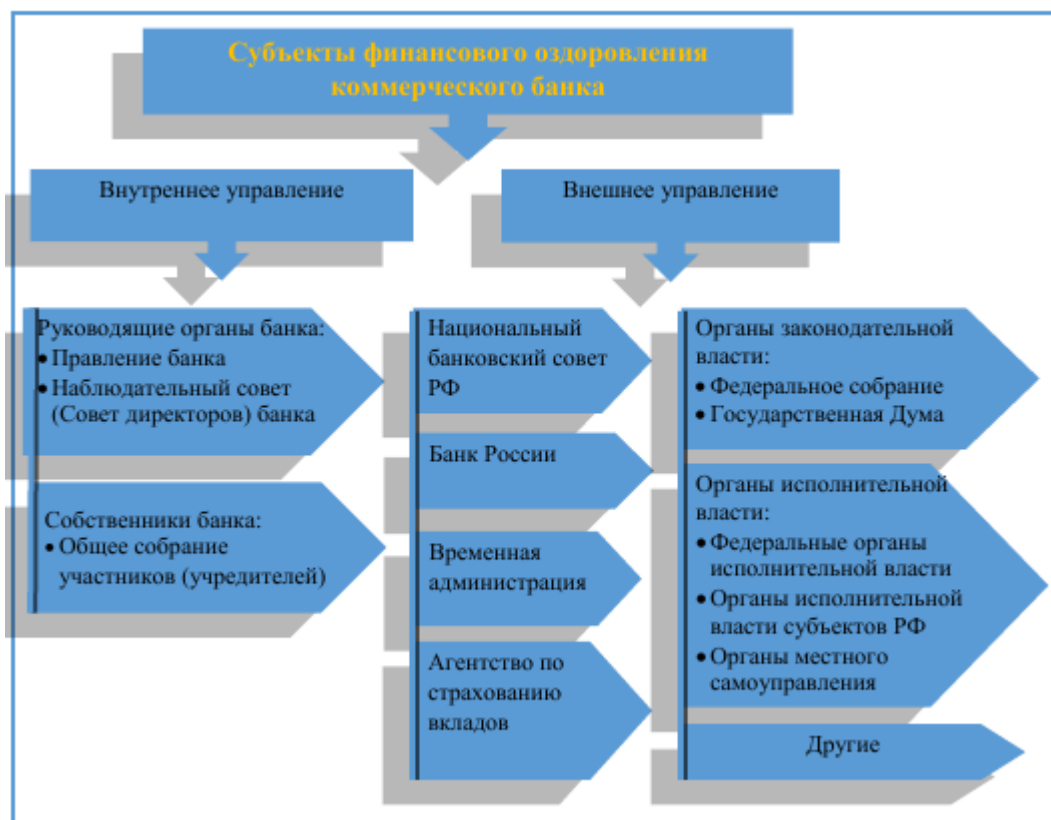 Субъекты финансового оздоровления
коммерческого банка
Внутреннее управление
Внешнее управление
Руководящие органы банка:
• Правление банка
• Наблюдательный совет
(Совет директоров) банка
Собственники банка:
• Общее собрание
участников (учредителей)
Национальный
банковский совет
РФ
Банк России
Временная
администрация
Агентство по
страхованию
вкладов
Органы законодательной
власти:
• Федеральное собрание
• Государственная Дума
Органы исполнительной
власти:
• Федеральные органы
исполнительной власти
• Органы исполнительной
власти субъектов РФ
• Органы местного
самоуправления
Другие